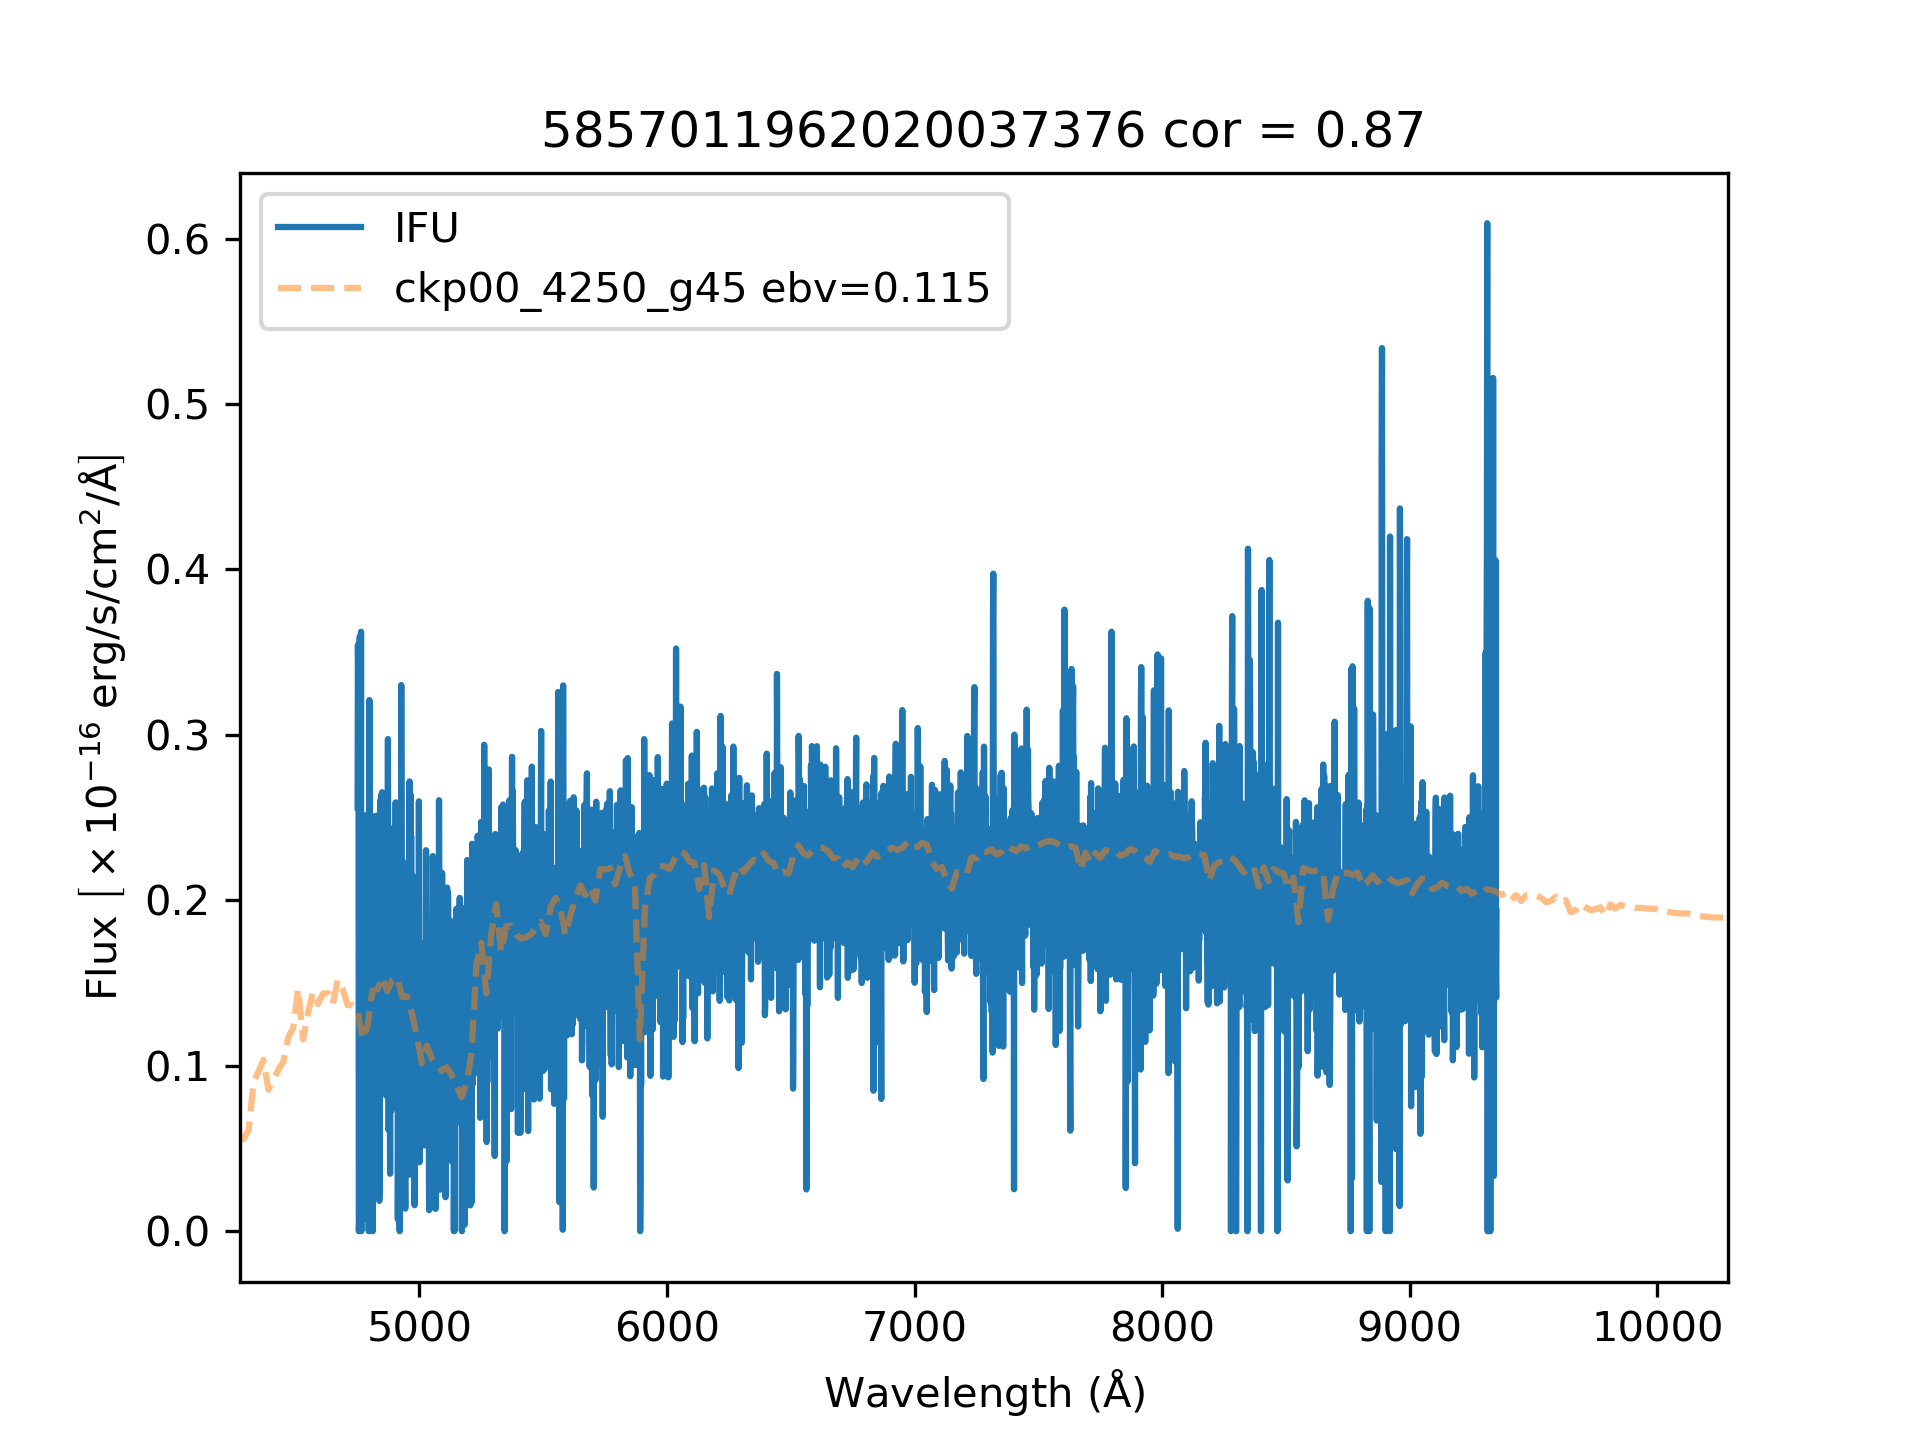 5857011962020037376 cor = 0.87
IFU
ckp00_4250_g45 ebv=0.115
0.6
0.5
0.4
0.3
0.2
0.1
0.0
Flux [ × 10⁻¹⁶ erg/s/cm²/Å]
5000 6000 7000 8000 9000 10000
Wavelength (Å)